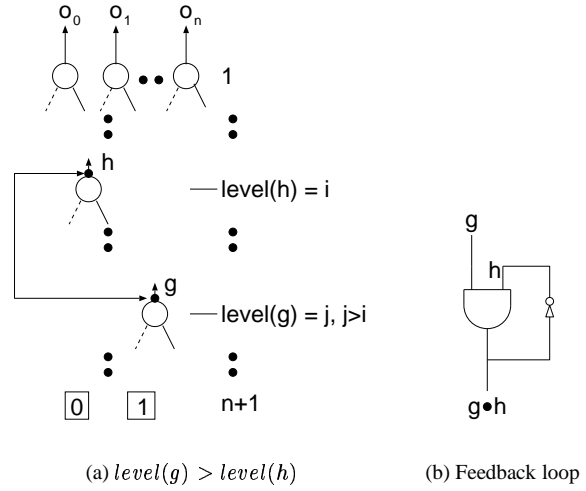 o0 o1 on
1
h
level(h) = i
g
level(g) = j, j>i
0 1 n+1
g
h
g•h
(a) level(g) > level(h)
(b) Feedback loop